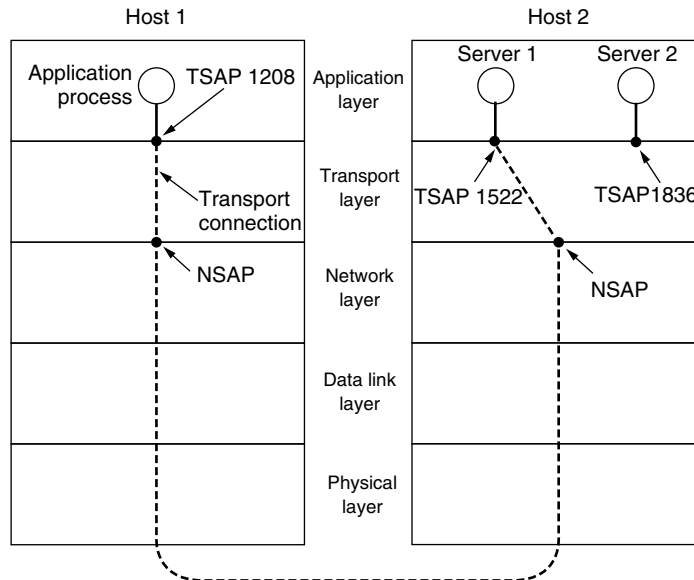 Host 1
Host 2
Application
process
TSAP 1208
Application
layer
Server 1
Server 2
Transport
connection
Transport
layer
TSAP 1522
TSAP1836
NSAP
Network
layer
NSAP
Data link
layer
Physical
layer